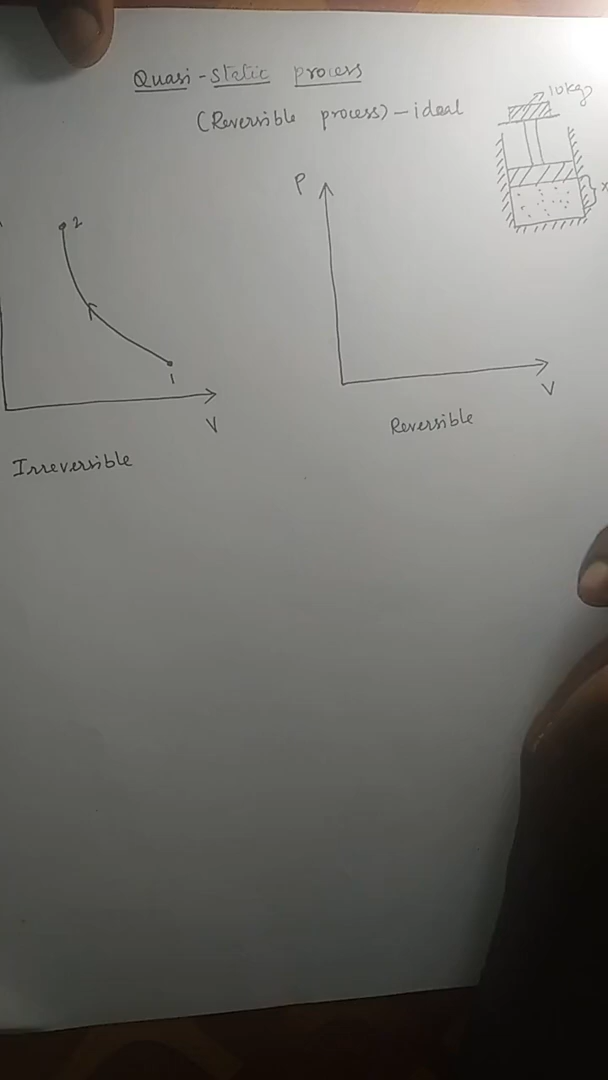 Quasi-static process
(Reversible process) - ideal
10kg
x
P
2
1
V
V
Irreversible
Reversible